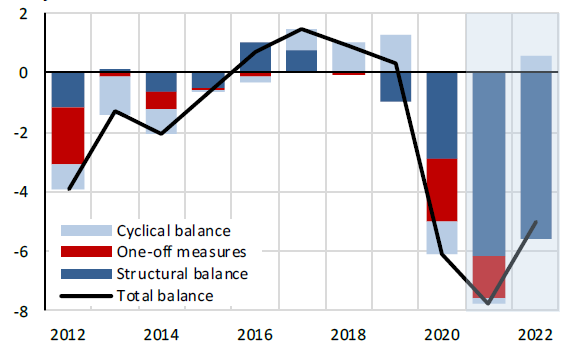 2
0
-2
-4
-6
-8
Cyclical balance
One-off measures
Structural balance
Total balance
2012 2014 2016 2018 2020 2022